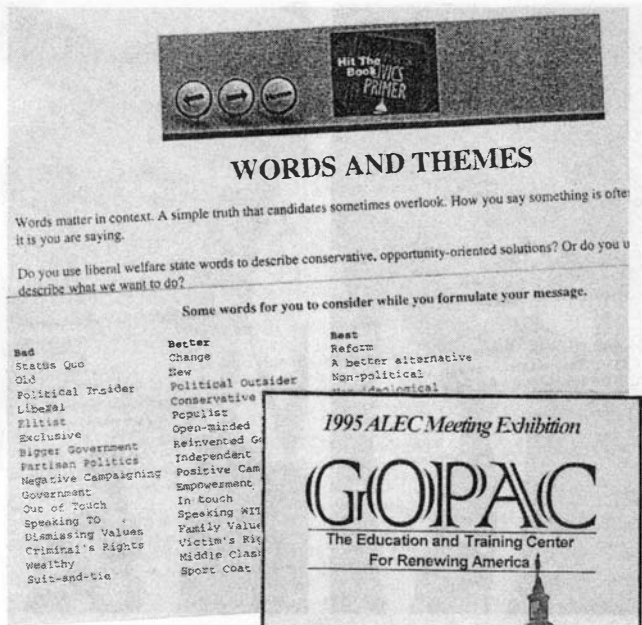 Hit The
Book
CIVICS
PRIMER
WORDS AND THEMES
Words matter in context. A simple truth that candidates sometimes overlook. How you say something is ofte
it is you are saying.
Do you use liberal welfare state words to describe conservative, opportunity-oriented solutions? Or do you u
describe what we want to do?
Some words for you to consider while you formulate your message.
Bad
Status Quo
Old
Political Insider
Liberal
Elitist
Exclusive
Bigger Government
Partisan Politics
Negative Campaigning
Government
Out of Touch
Speaking TO
Dismissing Values
Criminal's Rights
Wealthy
Suit-and-tie
Better
Change
New
Political Outsider
Conservative
Populist
Open-minded
Reinvented Go
Independent
Positive Cam
Empowerment
In touch
Speaking WIT
Family Value
Victim's Rig
Middle Clas
Sport Coat
Best
Reform
A better alternative
Non-political
1995 ALEC Meeting Exhibition
GOPAC
The Education and Training Center
For Renewing America